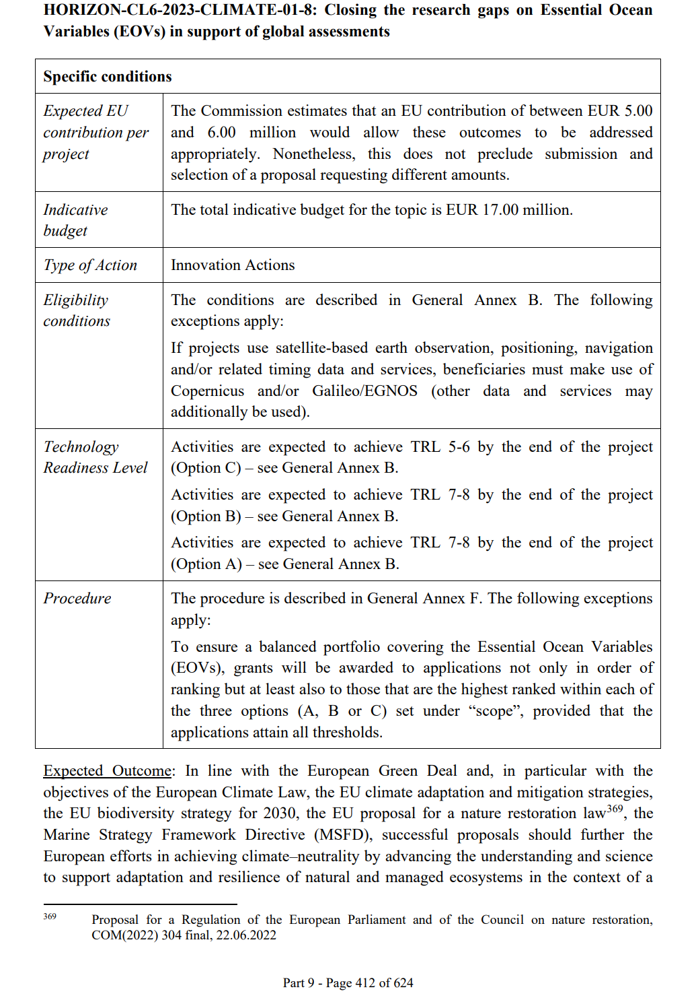 HORIZON-CL6-2023-CLIMATE-01-8: Closing the research gaps on Essential Ocean
Variables (EOVs) in support of global assessments
Specific conditions
Expected EU
contribution per
project
The Commission estimates that an EU contribution of between EUR 5.00
and 6.00 million would allow these outcomes to be addressed
appropriately. Nonetheless, this does not preclude submission and
selection of a proposal requesting different amounts.
Indicative
budget
The total indicative budget for the topic is EUR 17.00 million.
Type of Action
Innovation Actions
Eligibility
conditions
The conditions are described in General Annex B. The following
exceptions apply:
If projects use satellite-based earth observation, positioning, navigation
and/or related timing data and services, beneficiaries must make use of
Copernicus and/or Galileo/EGNOS (other data and services may
additionally be used).
Technology
Readiness Level
Activities are expected to achieve TRL 5-6 by the end of the project
(Option C) – see General Annex B.
Activities are expected to achieve TRL 7-8 by the end of the project
(Option B) – see General Annex B.
Activities are expected to achieve TRL 7-8 by the end of the project
(Option A) – see General Annex B.
Procedure
The procedure is described in General Annex F. The following exceptions
apply:
To ensure a balanced portfolio covering the Essential Ocean Variables
(EOVs), grants will be awarded to applications not only in order of
ranking but at least also to those that are the highest ranked within each of
the three options (A, B or C) set under “scope”, provided that the
applications attain all thresholds.
Expected Outcome: In line with the European Green Deal and, in particular with the
objectives of the European Climate Law, the EU climate adaptation and mitigation strategies,
the EU biodiversity strategy for 2030, the EU proposal for a nature restoration law369, the
Marine Strategy Framework Directive (MSFD), successful proposals should further the
European efforts in achieving climate–neutrality by advancing the understanding and science
to support adaptation and resilience of natural and managed ecosystems in the context of a
369 Proposal for a Regulation of the European Parliament and of the Council on nature restoration,
COM(2022) 304 final, 22.06.2022
Part 9 - Page 412 of 624